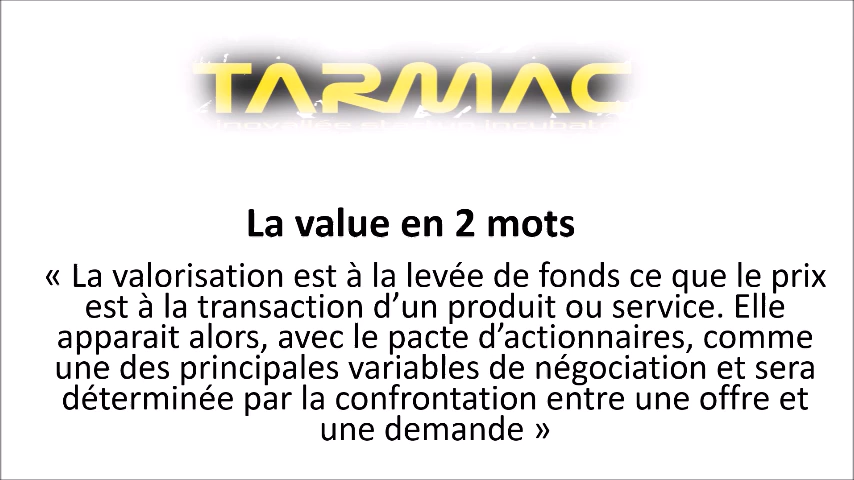 TARMAC
La value en 2 mots
« La valorisation est à la levée de fonds ce que le prix
est à la transaction d’un produit ou service. Elle
apparait alors, avec le pacte d’actionnaires, comme
une des principales variables de négociation et sera
déterminée par la confrontation entre une offre et
une demande »